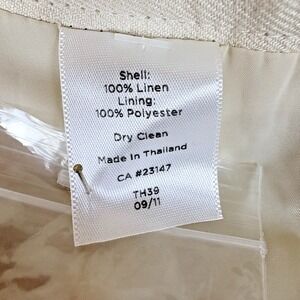 Shell:
100% Linen
Lining:
100% Polyester
Dry Clean
Made In Thailand
CA #23147
TH39
09/11